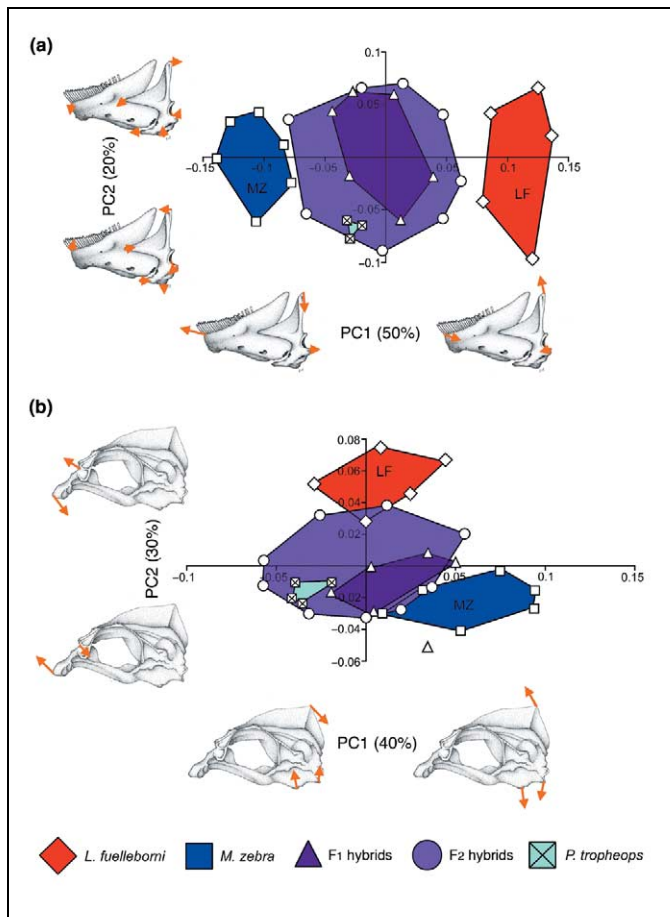 (a)
0.1
0.05
-0.15
-0.1
-0.05
0.05
0.1
0.15
MZ
LF
-0.05
-0.1
PC2 (20%)
PC1 (50%)
(b)
0.08
0.06
0.04
0.02
LF
PC2 (30%)
-0.1
-0.05
0.05
0.1
0.15
-0.02
MZ
-0.04
-0.06
PC1 (40%)
L. fuelleborni
M. zebra
F1 hybrids
F2 hybrids
P. tropheops